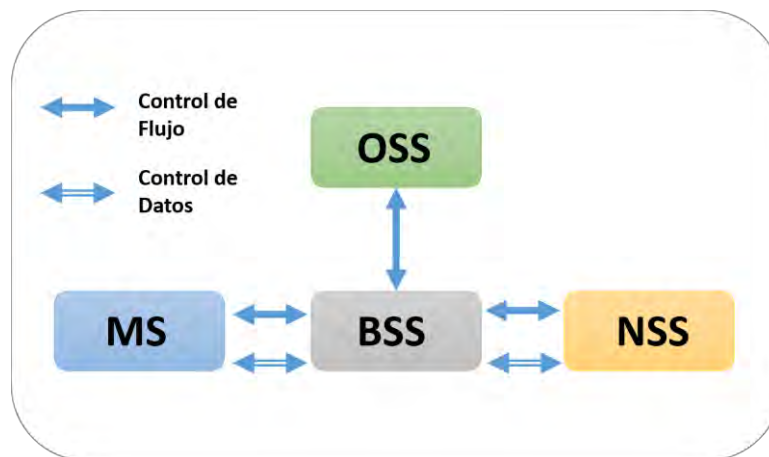 Control de
Flujo
OSS
Control de
Datos
MS
BSS
NSS